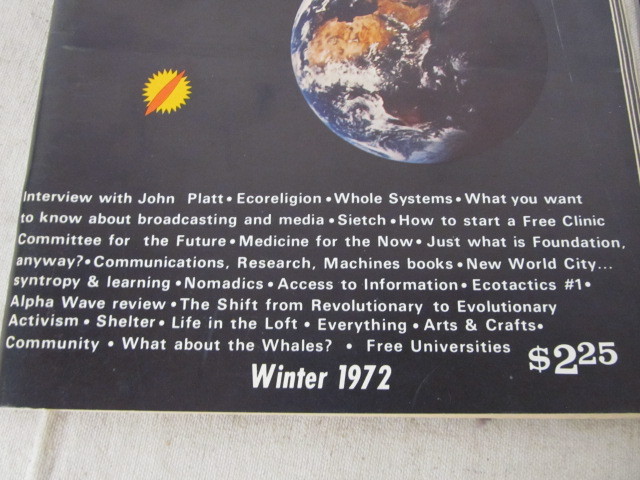 Interview with John Platt • Ecoreligion • Whole Systems • What you want
to know about broadcasting and media • Sietch • How to start a Free Clinic
Committee for the Future • Medicine for the Now • Just what is Foundation,
anyway? • Communications, Research, Machines books • New World City...
syntropy & learning • Nomadics • Access to Information • Ecotactics #1 •
Alpha Wave review • The Shift from Revolutionary to Evolutionary
Activism • Shelter • Life in the Loft • Everything • Arts & Crafts •
Community • What about the Whales? • Free Universities
$2.25
Winter 1972